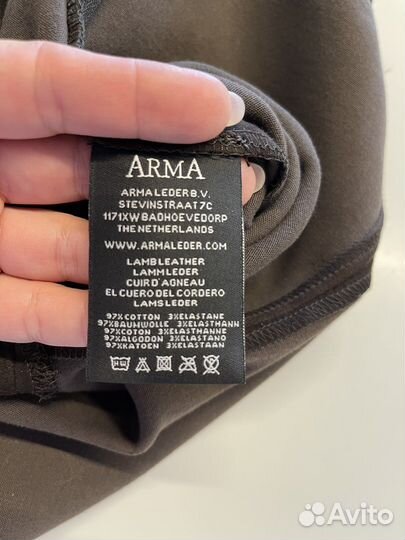 ARMA
ARMALEDER B.V.
STEVINSTRAAT 7C
1171XW BADHOEVEDORP
THE NETHERLANDS
WWW.ARMALEDER.COM
LAMBLEATHER
LAMMLEDER
CUIR D'AGNEAU
EL CUERO DEL CORDERO
LAMSLEDER
97%COTTON 3%ELASTANE
97%BAUMWOLLE 3%ELASTHANN
97%COTON 3%ELASTHANNE
97%ALGODON 3%ELASTANO
97%KATOEN 3%ELASTAAN
Avito